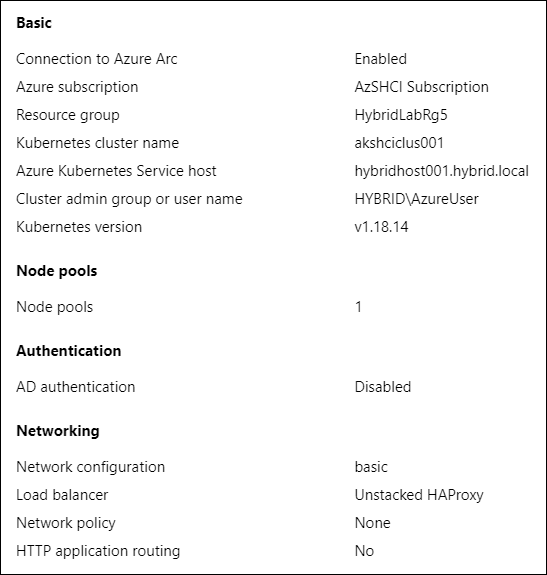 Basic
Connection to Azure Arc Enabled
Azure subscription AzSHCI Subscription
Resource group HybridLabRg5
Kubernetes cluster name akshciclus001
Azure Kubernetes Service host hybridhost001.hybrid.local
Cluster admin group or user name HYBRID\AzureUser
Kubernetes version v1.18.14
Node pools
Node pools 1
Authentication
AD authentication Disabled
Networking
Network configuration basic
Load balancer Unstacked HAProxy
Network policy None
HTTP application routing No